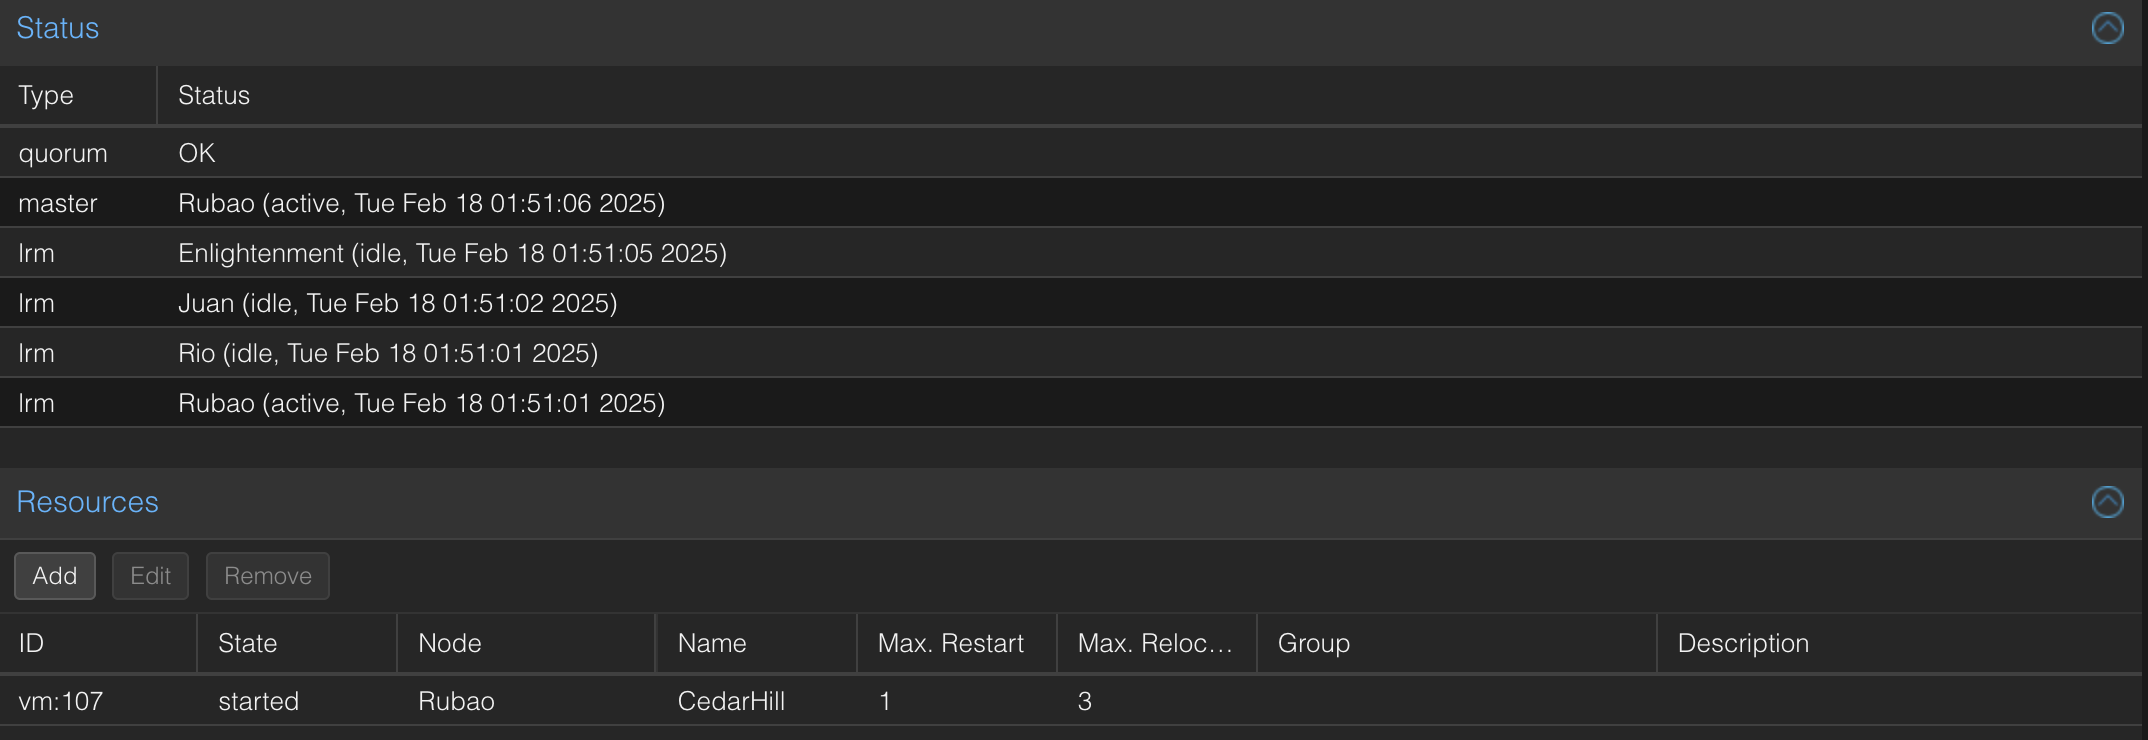 Status
Type Status
quorum OK
master Rubao (active, Tue Feb 18 01:51:06 2025)
lrm Enlightenment (idle, Tue Feb 18 01:51:05 2025)
lrm Juan (idle, Tue Feb 18 01:51:02 2025)
lrm Rio (idle, Tue Feb 18 01:51:01 2025)
lrm Rubao (active, Tue Feb 18 01:51:01 2025)
Resources
Add Edit Remove
ID State Node Name Max. Restart Max. Reloc... Group Description
vm:107 started Rubao CedarHill 1 3